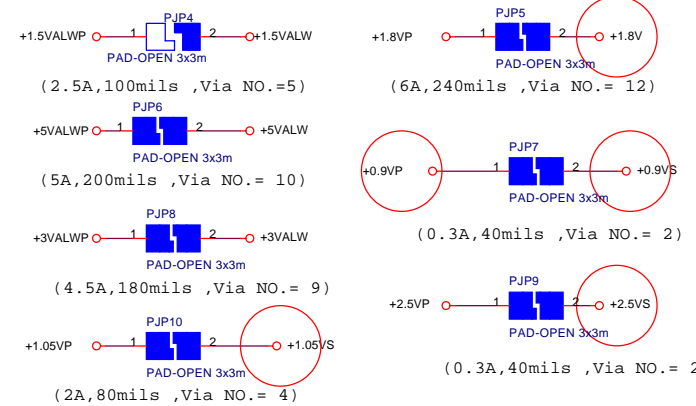 PJP4
+1.5VALWP 1 2 +1.5VALW
PAD-OPEN 3x3m
(2.5A,100mils ,Via NO.=5)
PJP6
+5VALWP 1 2 +5VALW
PAD-OPEN 3x3m
(5A,200mils ,Via NO.= 10)
PJP8
+3VALWP 1 2 +3VALW
PAD-OPEN 3x3m
(4.5A,180mils ,Via NO.= 9)
PJP10
+1.05VP 1 2 +1.05VS
PAD-OPEN 3x3m
(2A,80mils ,Via NO.= 4)
PJP5
+1.8VP 1 2 +1.8V
PAD-OPEN 3x3m
(6A,240mils ,Via NO.= 12)
PJP7
+0.9VP 1 2 +0.9VS
PAD-OPEN 3x3m
(0.3A,40mils ,Via NO.= 2)
PJP9
+2.5VP 1 2 +2.5VS
PAD-OPEN 3x3m
(0.3A,40mils ,Via NO.= 2